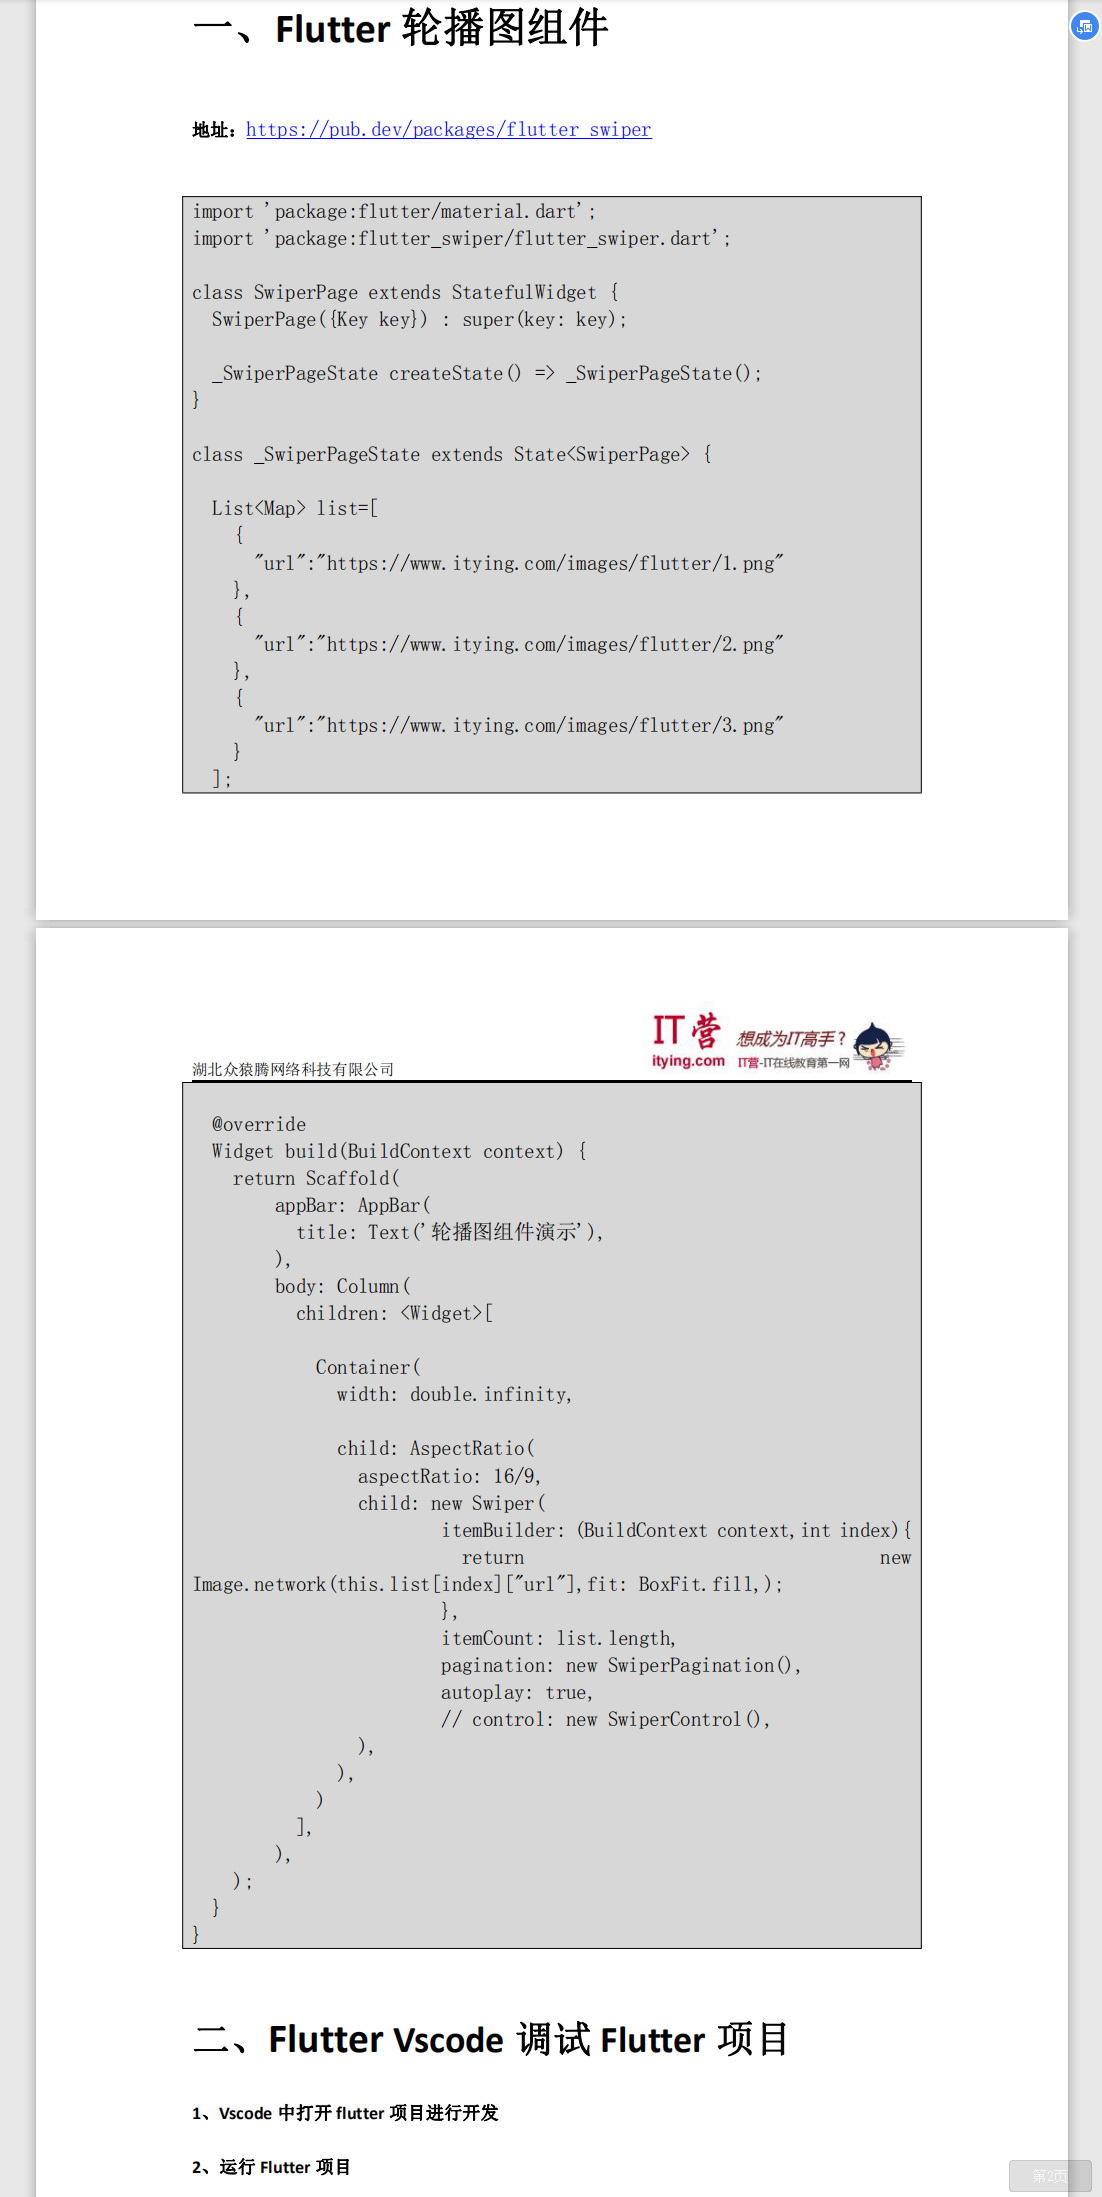 一、Flutter 轮播图组件
地址：https://pub.dev/packages/flutter_swiper
import 'package:flutter/material.dart';
import 'package:flutter_swiper/flutter_swiper.dart';
class SwiperPage extends StatefulWidget {
  SwiperPage({Key key}) : super(key: key);
  _SwiperPageState createState() => _SwiperPageState();
}
class _SwiperPageState extends State<SwiperPage> {
  List<Map> list=[
    {
      "url":"https://www.itying.com/images/flutter/1.png"
    },
    {
      "url":"https://www.itying.com/images/flutter/2.png"
    },
    {
      "url":"https://www.itying.com/images/flutter/3.png"
    }
  ];
湖北众猿腾网络科技有限公司
IT营 想成为IT高手？
itying.com IT营-IT在线教育第一网
  @override
  Widget build(BuildContext context) {
    return Scaffold(
        appBar: AppBar(
          title: Text('轮播图组件演示'),
        ),
        body: Column(
          children: <Widget>[
            Container(
              width: double.infinity,
              child: AspectRatio(
                aspectRatio: 16/9,
                child: new Swiper(
                        itemBuilder: (BuildContext context,int index){
                          return new
Image.network(this.list[index]["url"],fit: BoxFit.fill,);
                        },
                        itemCount: list.length,
                        pagination: new SwiperPagination(),
                        autoplay: true,
                        // control: new SwiperControl(),
                ),
              ),
            )
          ],
        ),
    );
  }
}
二、Flutter Vscode 调试 Flutter 项目
1、Vscode 中打开 flutter 项目进行开发
2、运行 Flutter 项目
第2页